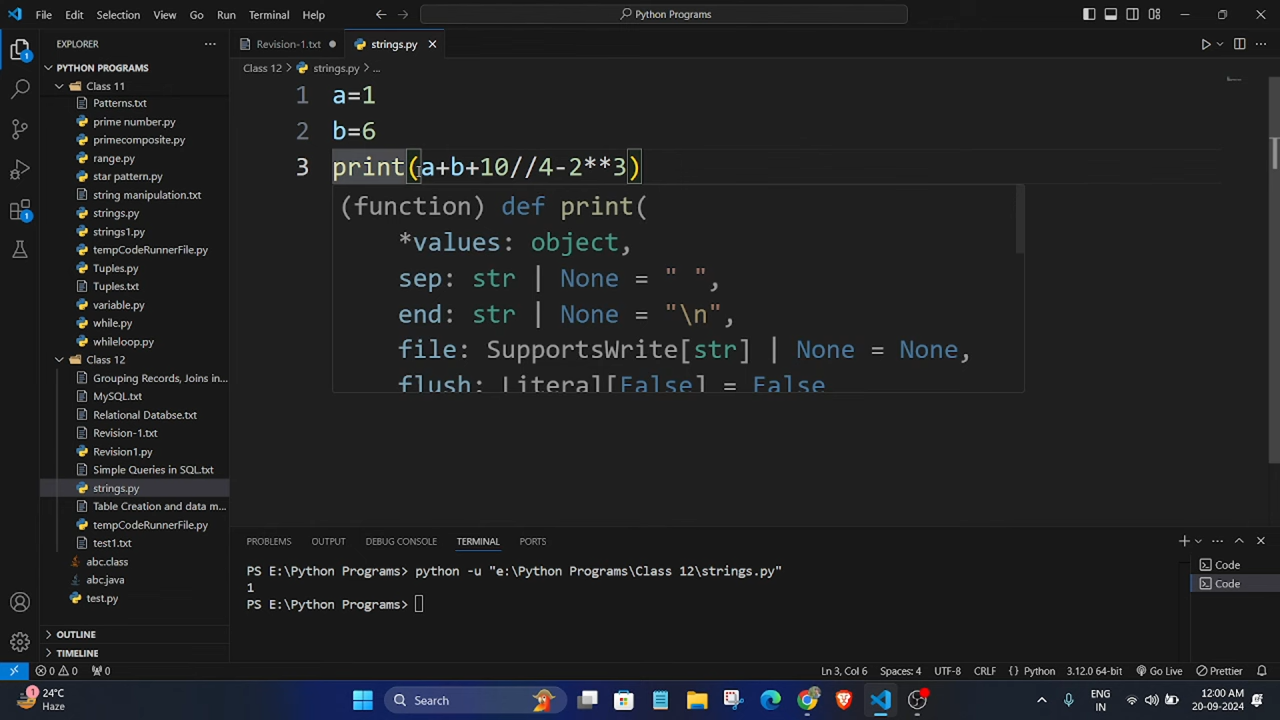 File Edit Selection View Go Run Terminal Help
Python Programs
EXPLORER
PYTHON PROGRAMS
Class 11
Patterns.txt
prime number.py
primecomposite.py
range.py
star pattern.py
string manipulation.txt
strings.py
strings1.py
tempCodeRunnerFile.py
Tuples.py
Tuples.txt
variable.py
while.py
whileloop.py
Class 12
Grouping Records, Joins in...
MySQL.txt
Relational Databse.txt
Revision-1.txt
Revision1.py
Simple Queries in SQL.txt
strings.py
Table Creation and data m...
tempCodeRunnerFile.py
test1.txt
abc.class
abc.java
test.py
OUTLINE
TIMELINE
1
1
Revision-1.txt strings.py
Class 12 > strings.py > ...
1 a=1
2 b=6
3 print(a+b+10//4-2**3)
(function) def print(
*values: object,
sep: str | None = " ",
end: str | None = "\n",
file: SupportsWrite[str] | None = None,
flush: Literal[False] = False
PROBLEMS OUTPUT DEBUG CONSOLE TERMINAL PORTS
PS E:\Python Programs> python -u "e:\Python Programs\Class 12\strings.py"
1
PS E:\Python Programs>
Code
Code
0 0 0 Ln 3, Col 6 Spaces: 4 UTF-8 CRLF {} Python 3.12.0 64-bit Go Live Prettier
1
24°C
Haze
Search
ENG
IN
12:00 AM
20-09-2024